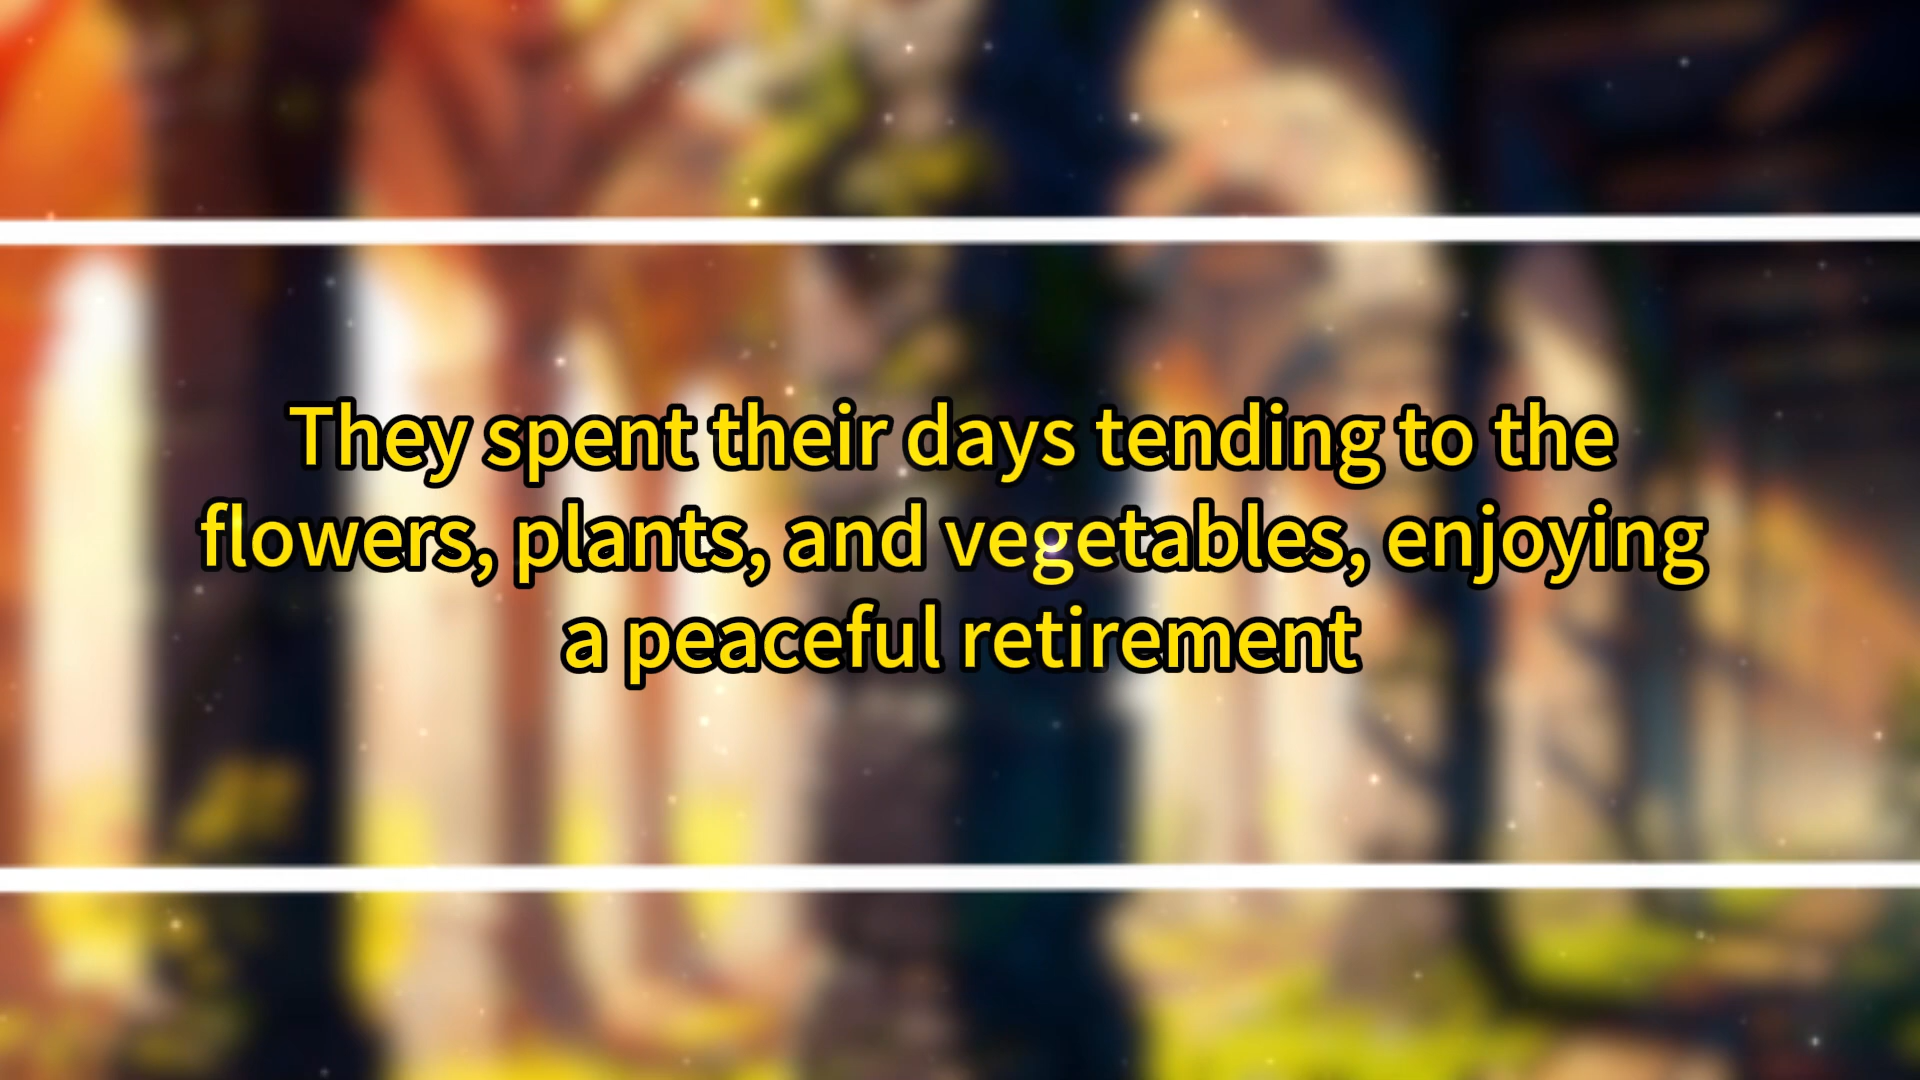 They spent their days tending to the
flowers, plants, and vegetables, enjoying
a peaceful retirement